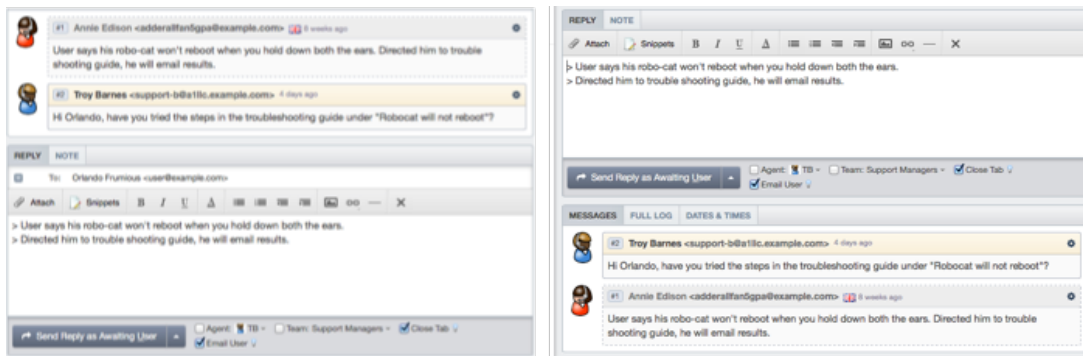 #1 Annie Edison <adderallfan5gpa@example.com> 8 weeks ago
User says his robo-cat won't reboot when you hold down both the ears. Directed him to trouble
shooting guide, he will email results.
#2 Troy Barnes <support-b@a1llc.example.com> 4 days ago
Hi Orlando, have you tried the steps in the troubleshooting guide under "Robocat will not reboot"?
REPLY NOTE
To: Orlando Frumious <user@example.com>
Attach Snippets B I U A X
> User says his robo-cat won't reboot when you hold down both the ears.
> Directed him to trouble shooting guide, he will email results.
Send Reply as Awaiting User Agent: TB Team: Support Managers Close Tab
Email User
REPLY NOTE
Attach Snippets B I U A X
> User says his robo-cat won't reboot when you hold down both the ears.
> Directed him to trouble shooting guide, he will email results.
Send Reply as Awaiting User Agent: TB Team: Support Managers Close Tab
Email User
MESSAGES FULL LOG DATES & TIMES
#2 Troy Barnes <support-b@a1llc.example.com> 4 days ago
Hi Orlando, have you tried the steps in the troubleshooting guide under "Robocat will not reboot"?
#1 Annie Edison <adderallfan5gpa@example.com> 8 weeks ago
User says his robo-cat won't reboot when you hold down both the ears. Directed him to trouble
shooting guide, he will email results.